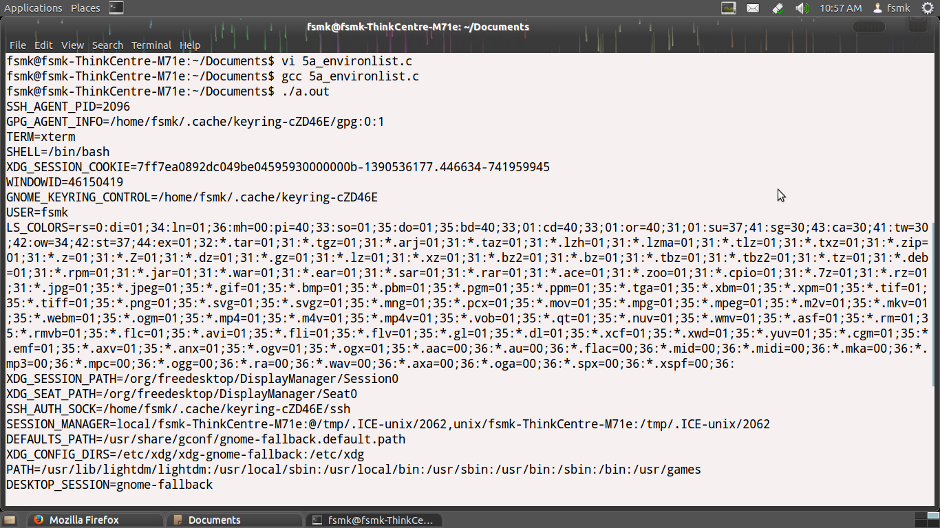 Applications Places 10:57 AM fsmk
fsmk@fsmk-ThinkCentre-M71e: ~/Documents
File Edit View Search Terminal Help
fsmk@fsmk-ThinkCentre-M71e:~/Documents$ vi 5a_environlist.c
fsmk@fsmk-ThinkCentre-M71e:~/Documents$ gcc 5a_environlist.c
fsmk@fsmk-ThinkCentre-M71e:~/Documents$ ./a.out
SSH_AGENT_PID=2096
GPG_AGENT_INFO=/home/fsmk/.cache/keyring-cZD46E/gpg:0:1
TERM=xterm
SHELL=/bin/bash
XDG_SESSION_COOKIE=7ff7ea0892dc049be04595930000000b-1390536177.446634-741959945
WINDOWID=46150419
GNOME_KEYRING_CONTROL=/home/fsmk/.cache/keyring-cZD46E
USER=fsmk
LS_COLORS=rs=0:di=01;34:ln=01;36:mh=00:pi=40;33:so=01;35:do=01;35:bd=40;33;01:cd=40;33;01:or=40;31;01:su=37;41:sg=30;43:ca=30;41:tw=30
;42:ow=34;42:st=37;44:ex=01;32:*.tar=01;31:*.tgz=01;31:*.arj=01;31:*.taz=01;31:*.lzh=01;31:*.lzma=01;31:*.tlz=01;31:*.txz=01;31:*.zip=
01;31:*.z=01;31:*.Z=01;31:*.dz=01;31:*.gz=01;31:*.lz=01;31:*.xz=01;31:*.bz2=01;31:*.bz=01;31:*.tbz=01;31:*.tbz2=01;31:*.tz=01;31:*.deb
=01;31:*.rpm=01;31:*.jar=01;31:*.war=01;31:*.ear=01;31:*.sar=01;31:*.rar=01;31:*.ace=01;31:*.zoo=01;31:*.cpio=01;31:*.7z=01;31:*.rz=01
;31:*.jpg=01;35:*.jpeg=01;35:*.gif=01;35:*.bmp=01;35:*.pbm=01;35:*.pgm=01;35:*.ppm=01;35:*.tga=01;35:*.xbm=01;35:*.xpm=01;35:*.tif=01;
35:*.tiff=01;35:*.png=01;35:*.svg=01;35:*.svgz=01;35:*.mng=01;35:*.pcx=01;35:*.mov=01;35:*.mpg=01;35:*.mpeg=01;35:*.m2v=01;35:*.mkv=01
;35:*.webm=01;35:*.ogm=01;35:*.mp4=01;35:*.m4v=01;35:*.mp4v=01;35:*.vob=01;35:*.qt=01;35:*.nuv=01;35:*.wmv=01;35:*.asf=01;35:*.rm=01;3
5:*.rmvb=01;35:*.flc=01;35:*.avi=01;35:*.fli=01;35:*.flv=01;35:*.gl=01;35:*.dl=01;35:*.xcf=01;35:*.xwd=01;35:*.yuv=01;35:*.cgm=01;35:*
.emf=01;35:*.axv=01;35:*.anx=01;35:*.ogv=01;35:*.ogx=01;35:*.aac=00;36:*.au=00;36:*.flac=00;36:*.mid=00;36:*.midi=00;36:*.mka=00;36:*.
mp3=00;36:*.mpc=00;36:*.ogg=00;36:*.ra=00;36:*.wav=00;36:*.axa=00;36:*.oga=00;36:*.spx=00;36:*.xspf=00;36:
XDG_SESSION_PATH=/org/freedesktop/DisplayManager/Session0
XDG_SEAT_PATH=/org/freedesktop/DisplayManager/Seat0
SSH_AUTH_SOCK=/home/fsmk/.cache/keyring-cZD46E/ssh
SESSION_MANAGER=local/fsmk-ThinkCentre-M71e:@/tmp/.ICE-unix/2062,unix/fsmk-ThinkCentre-M71e:/tmp/.ICE-unix/2062
DEFAULTS_PATH=/usr/share/gconf/gnome-fallback.default.path
XDG_CONFIG_DIRS=/etc/xdg/xdg-gnome-fallback:/etc/xdg
PATH=/usr/lib/lightdm/lightdm:/usr/local/sbin:/usr/local/bin:/usr/sbin:/usr/bin:/sbin:/bin:/usr/games
DESKTOP_SESSION=gnome-fallback
Mozilla Firefox Documents fsmk@fsmk-ThinkCe...